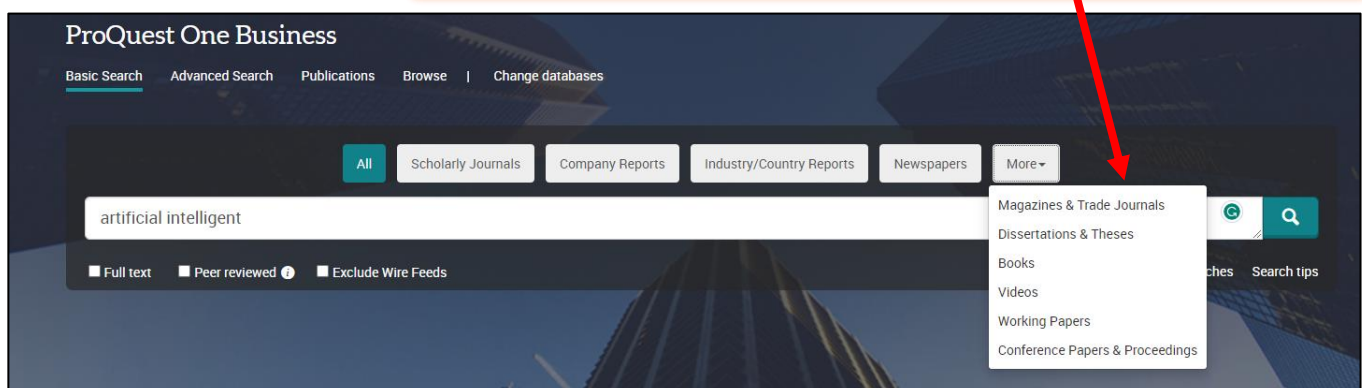 ProQuest One Business
Basic Search Advanced Search Publications Browse | Change databases
All Scholarly Journals Company Reports Industry/Country Reports Newspapers More
artificial intelligent
Magazines & Trade Journals
Dissertations & Theses
Books
Videos
Working Papers
Conference Papers & Proceedings
Full text Peer reviewed i Exclude Wire Feeds
Search tips